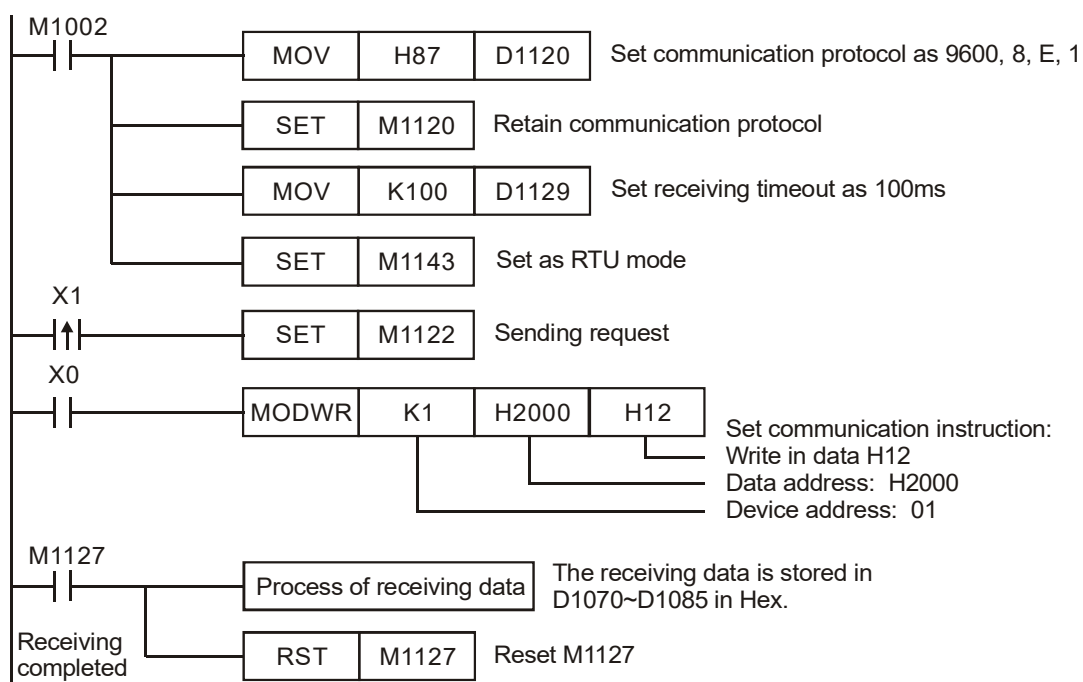 M1002
MOV H87 D1120 Set communication protocol as 9600, 8, E, 1
SET M1120 Retain communication protocol
MOV K100 D1129 Set receiving timeout as 100ms
SET M1143 Set as RTU mode
X1
SET M1122 Sending request
X0
MODWR K1 H2000 H12
Set communication instruction:
Write in data H12
Data address: H2000
Device address: 01
M1127
Process of receiving data
The receiving data is stored in
D1070~D1085 in Hex.
Receiving
completed
RST M1127 Reset M1127